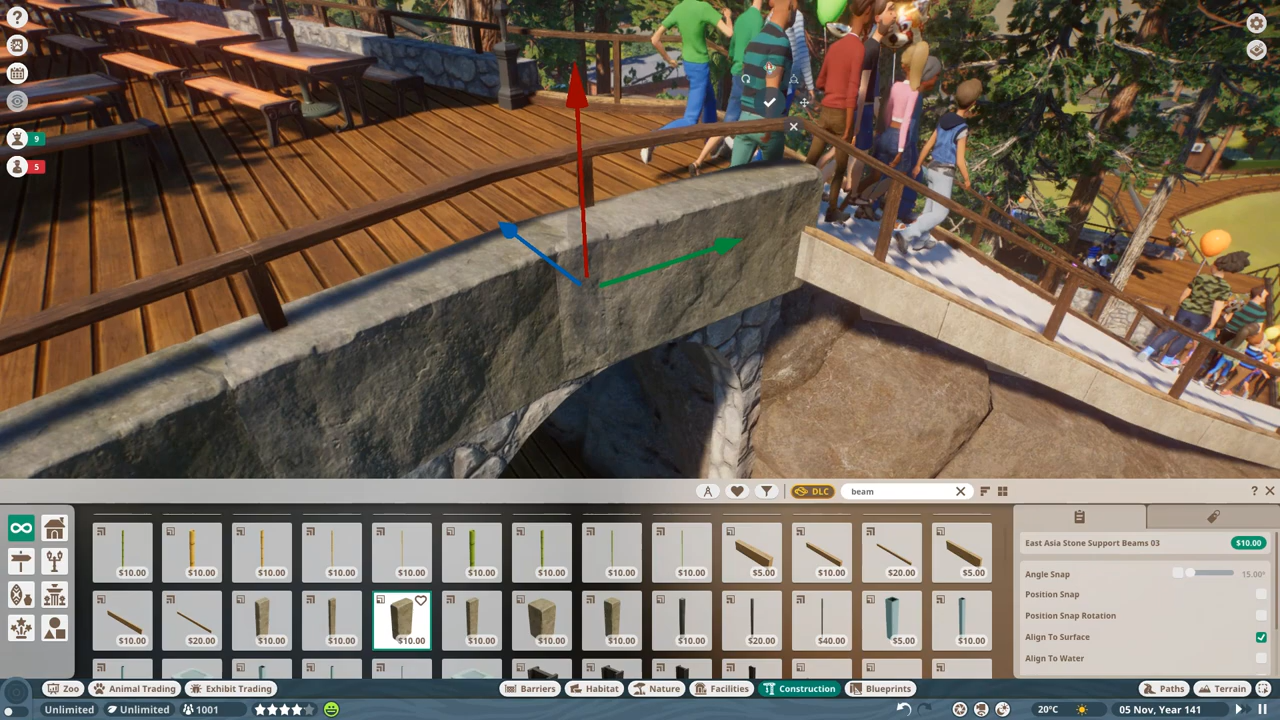 ?
9
5
DLC
beam
?
$10.00 $10.00 $10.00 $10.00 $10.00 $10.00 $10.00 $10.00 $10.00 $5.00 $10.00 $20.00 $5.00
$10.00 $20.00 $10.00 $10.00 $10.00 $10.00 $10.00 $10.00 $10.00 $20.00 $40.00 $5.00 $10.00
East Asia Stone Support Beams 03 $10.00
Angle Snap 15.00°
Position Snap
Position Snap Rotation
Align To Surface
Align To Water
Zoo Animal Trading Exhibit Trading Barriers Habitat Nature Facilities Construction Blueprints Paths Terrain
Unlimited Unlimited 1001 20°C 05 Nov, Year 141